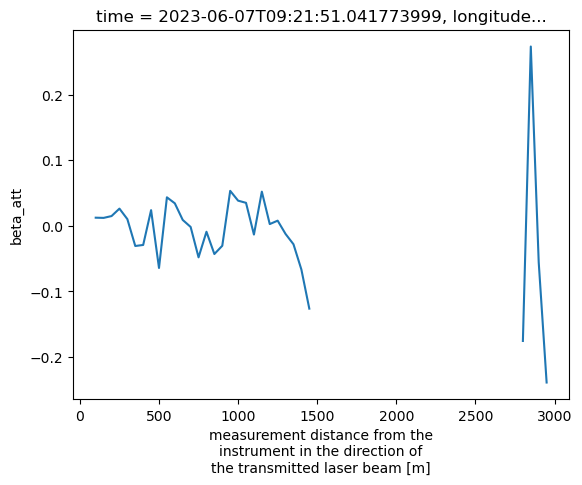 time = 2023-06-07T09:21:51.041773999, longitude...
0.2
0.1
0.0
−0.1
−0.2
beta_att
0 500 1000 1500 2000 2500 3000
measurement distance from the
instrument in the direction of
the transmitted laser beam [m]